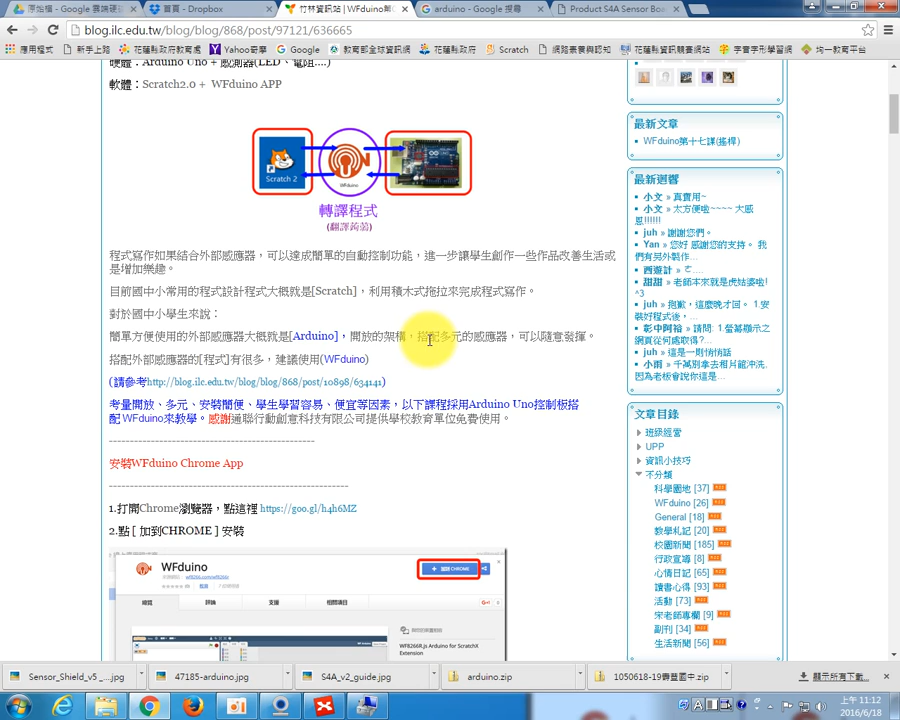 原始檔 - Google 雲端硬
首頁 - Dropbox
竹林資訊站 | WFduino與C
arduino - Google 搜尋
Product S4A Sensor Boa
blog.ilc.edu.tw/blog/blog/868/post/97121/636665
應用程式 新手上路 花蓮縣政府教育處 Yahoo奇摩 Google 教育部全球資訊網 花蓮縣政府 Scratch 網路素養與認知 花蓮縣資訊競賽網站 字音字形學習網 均一教育平台
硬體：Arduino Uno + 感測器(LED、電阻....)
軟體：Scratch2.0 + WFduino APP
Scratch 2
WFduino
轉譯程式
(翻譯蒟蒻)
程式寫作如果結合外部感應器，可以達成簡單的自動控制功能，進一步讓學生創作一些作品改善生活或
是增加樂趣。
目前國中小常用的程式設計程式大概就是[Scratch]，利用積木式拖拉來完成程式寫作。
對於國中小學生來說：
簡單方便使用的外部感應器大概就是[Arduino]，開放的架構，搭配多元的感應器，可以隨意發揮。
搭配外部感應器的[程式]有很多，建議使用(WFduino)
(請參考http://blog.ilc.edu.tw/blog/blog/868/post/10898/634141)
考量開放、多元、安裝簡便、學生學習容易、便宜等因素，以下課程採用Arduino Uno控制板搭
配 WFduino來教學。感謝通聯行動創意科技有限公司提供學校教育單位免費使用。
安裝WFduino Chrome App
1.打開Chrome瀏覽器，點這裡 https://goo.gl/h4h6MZ
2.點 [ 加到CHROME ] 安裝
WFduino
加到 CHROME
總覽 評論 支援 相關項目
WF8266R.js Arduino for ScratchX
Extension
最新文章
WFduino第十七課(搖桿)
最新迴響
小文 » 真實用~
小文 » 太方便啦~~~~ 大感
恩!!!!!!
juh » 謝謝您們。
Yan » 您好 感謝您的支持。 我
們有另外製作...
西遊計 » ㄛ....
甜甜 » 老師本來就是虎姑婆啦!
^3
juh » 抱歉，這麼晚才回。 1.安
裝好程式後，...
彰中阿裕 » 請問: 1.螢幕顯示之
網頁從何處取得?...
juh » 這是一則悄悄話
小雨 » 千萬別拿去相片館沖洗,
因為老板會說你這是...
文章目錄
班級經營
UPP
資訊小技巧
不分類
科學園地 [37]
WFduino [26]
General [18]
教學札記 [20]
校園新聞 [185]
行政宣導 [8]
心情日記 [65]
讀書心得 [93]
活動 [73]
宋老師專欄 [9]
副刊 [34]
生活新聞 [56]
Sensor_Shield_v5_...jpg
47185-arduino.jpg
S4A_v2_guide.jpg
arduino.zip
1050618-19壽豐國中.zip
顯示所有下載...
上午 11:12
2016/6/18